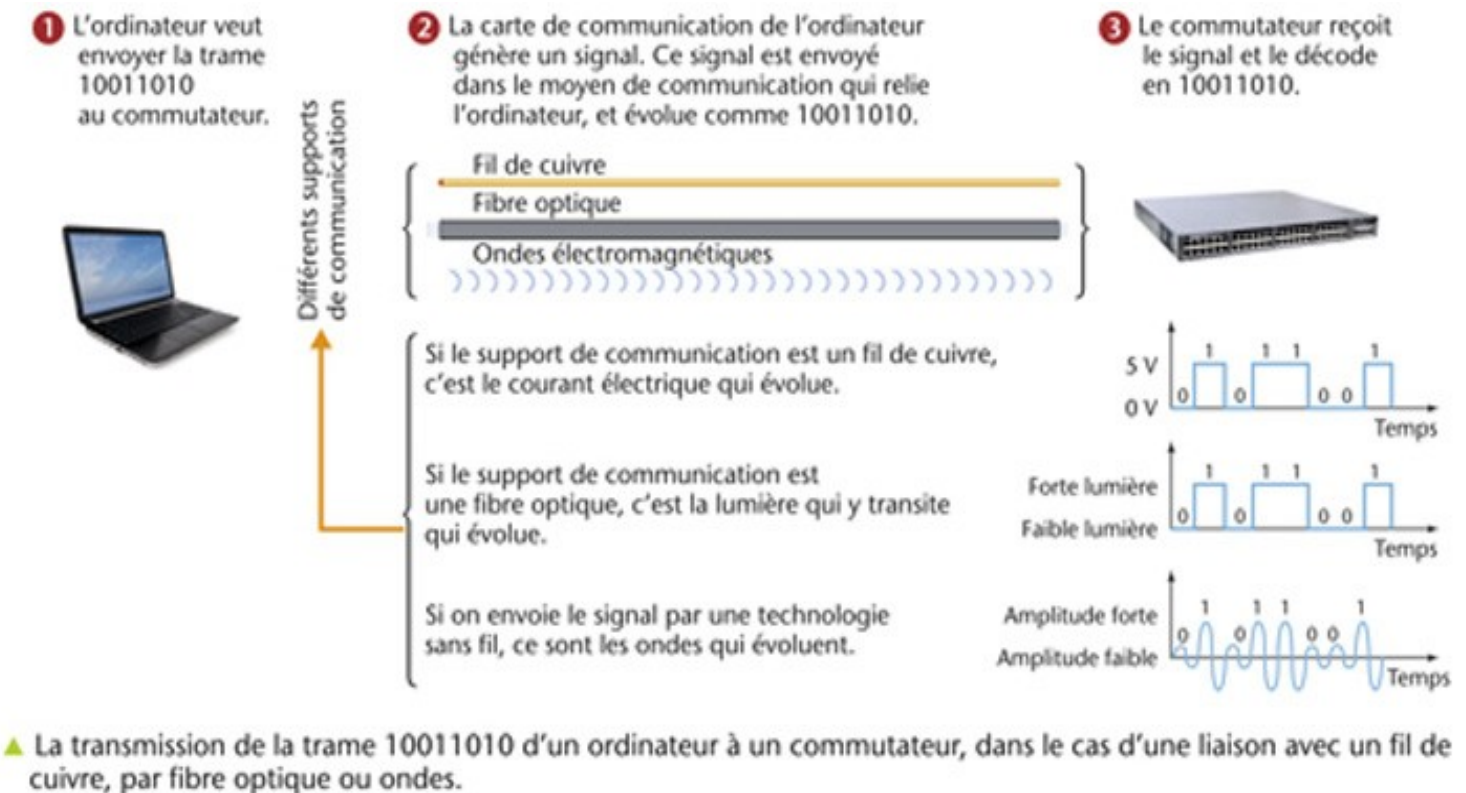 1 L'ordinateur veut
envoyer la trame
10011010
au commutateur.
2 La carte de communication de l'ordinateur
génère un signal. Ce signal est envoyé
dans le moyen de communication qui relie
l'ordinateur, et évolue comme 10011010.
3 Le commutateur reçoit
le signal et le décode
en 10011010.
Différents supports
de communication
Fil de cuivre
Fibre optique
Ondes électromagnétiques
Si le support de communication est un fil de cuivre,
c'est le courant électrique qui évolue.
5 V
0 V
0 1 0 1 1 0 0 1
Temps
Si le support de communication est
une fibre optique, c'est la lumière qui y transite
qui évolue.
Forte lumière
Faible lumière
0 1 0 1 1 0 0 1
Temps
Si on envoie le signal par une technologie
sans fil, ce sont les ondes qui évoluent.
Amplitude forte
Amplitude faible
0 1 0 1 1 0 0 1
Temps
▲ La transmission de la trame 10011010 d'un ordinateur à un commutateur, dans le cas d'une liaison avec un fil de
cuivre, par fibre optique ou ondes.